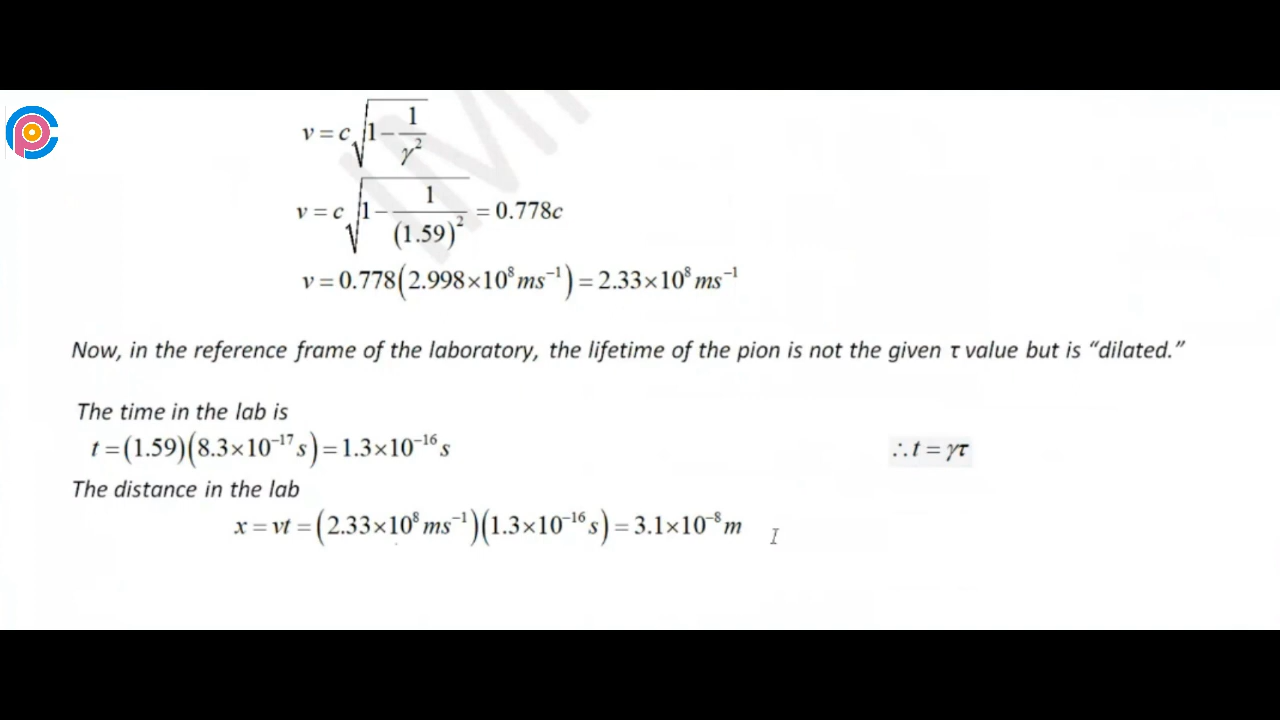 v = c√(1 − 1/γ²)
v = c√(1 − 1/(1.59)²) = 0.778c
v = 0.778(2.998×10⁸ ms⁻¹) = 2.33×10⁸ ms⁻¹
Now, in the reference frame of the laboratory, the lifetime of the pion is not the given τ value but is “dilated.”
The time in the lab is
t = (1.59)(8.3×10⁻¹⁷ s) = 1.3×10⁻¹⁶ s ∴ t = γτ
The distance in the lab
x = vt = (2.33×10⁸ ms⁻¹)(1.3×10⁻¹⁶ s) = 3.1×10⁻⁸ m